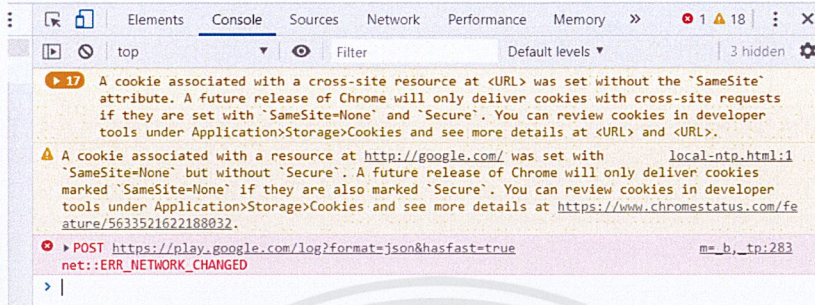 Elements Console Sources Network Performance Memory » 1 18
top ▼ Filter Default levels ▼ 3 hidden
17 A cookie associated with a cross-site resource at <URL> was set without the `SameSite`
attribute. A future release of Chrome will only deliver cookies with cross-site requests
if they are set with `SameSite=None` and `Secure`. You can review cookies in developer
tools under Application>Storage>Cookies and see more details at <URL> and <URL>.
A cookie associated with a resource at http://google.com/ was set with local-ntp.html:1
`SameSite=None` but without `Secure`. A future release of Chrome will only deliver cookies
marked `SameSite=None` if they are also marked `Secure`. You can review cookies in developer
tools under Application>Storage>Cookies and see more details at https://www.chromestatus.com/fe
ature/5633521622188032.
▶POST https://play.google.com/log?format=json&hasfast=true m=_b,_tp:283
net::ERR_NETWORK_CHANGED
>